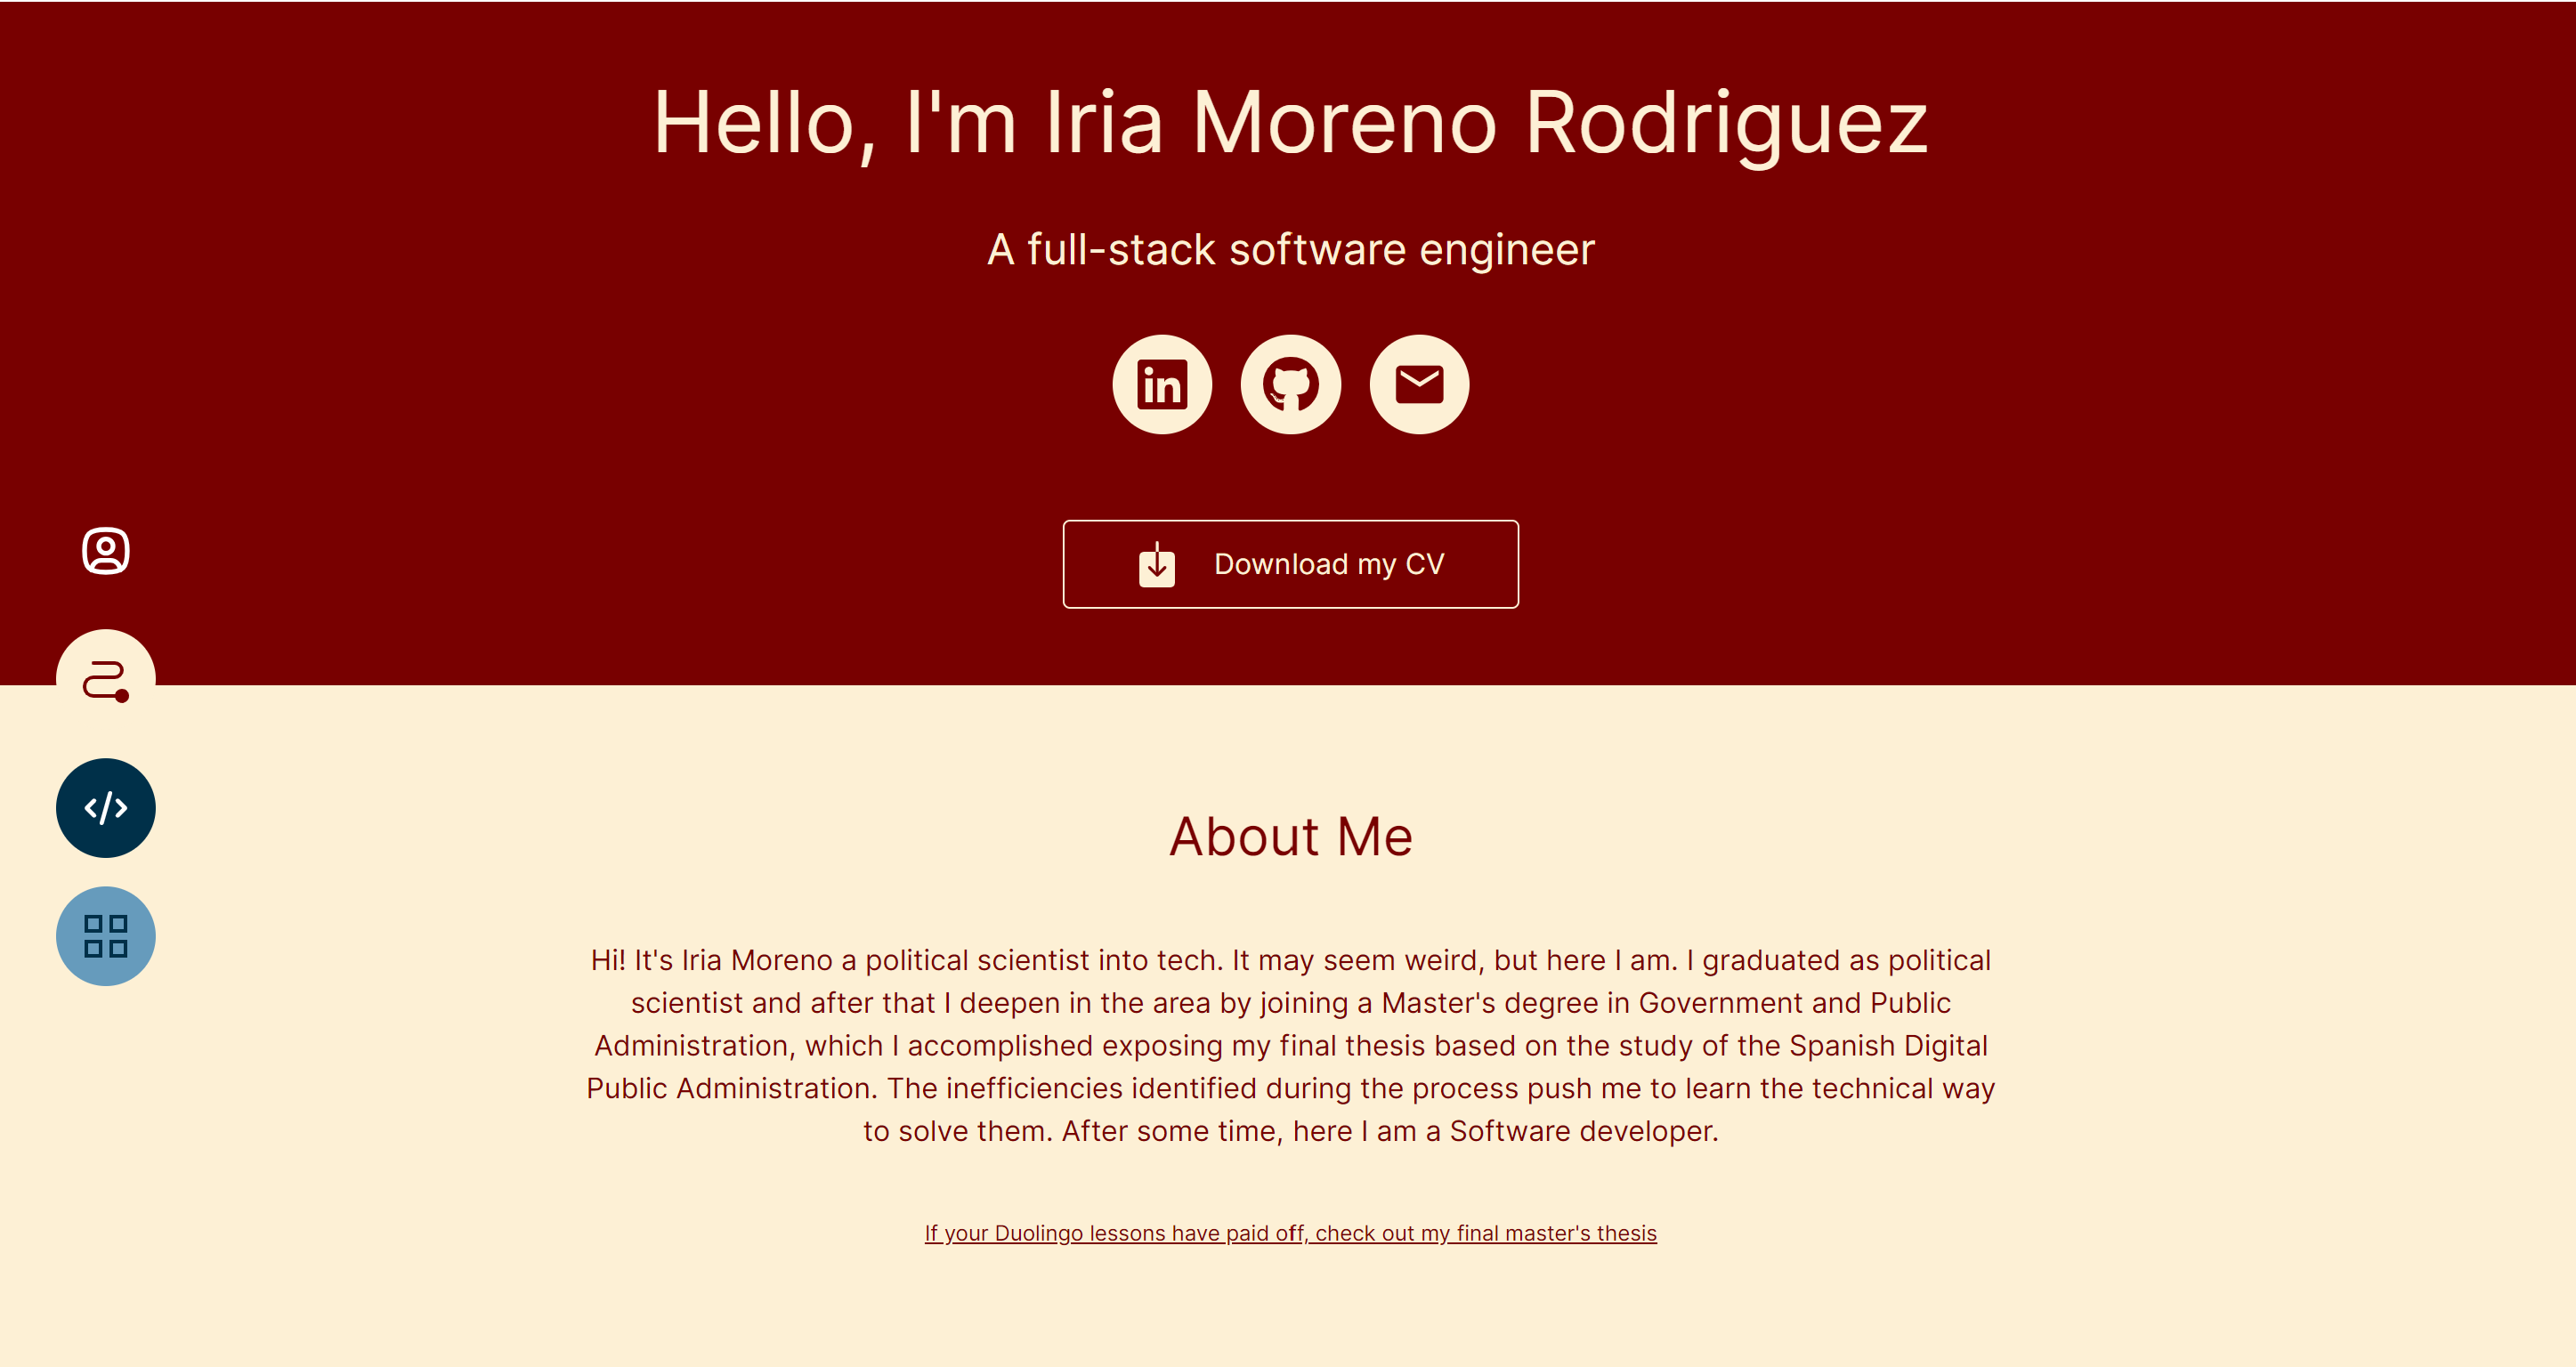 Hello, I'm Iria Moreno Rodriguez
A full-stack software engineer
in
Download my CV
</>
About Me
Hi! It's Iria Moreno a political scientist into tech. It may seem weird, but here I am. I graduated as political
scientist and after that I deepen in the area by joining a Master's degree in Government and Public
Administration, which I accomplished exposing my final thesis based on the study of the Spanish Digital
Public Administration. The inefficiencies identified during the process push me to learn the technical way
to solve them. After some time, here I am a Software developer.
If your Duolingo lessons have paid off, check out my final master's thesis